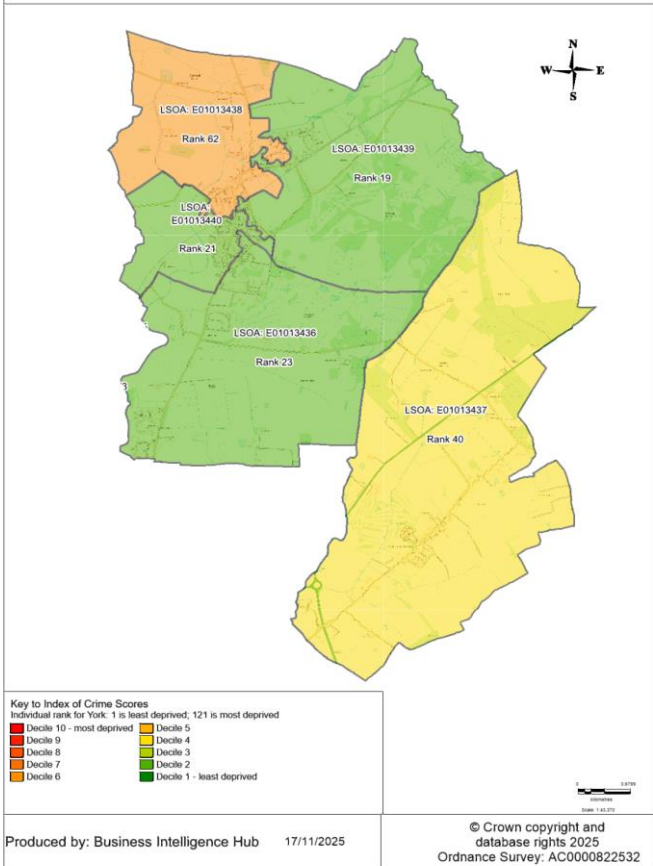 N
W E
S
LSOA: E01013438
Rank 62
LSOA: E01013439
Rank 19
LSOA:
E01013440
Rank 21
LSOA: E01013436
Rank 23
3
LSOA: E01013437
Rank 40
Key to Index of Crime Scores
Individual rank for York: 1 is least deprived; 121 is most deprived
Decile 10 - most deprived
Decile 9
Decile 8
Decile 7
Decile 6
Decile 5
Decile 4
Decile 3
Decile 2
Decile 1 - least deprived
Produced by: Business Intelligence Hub 17/11/2025
© Crown copyright and
database rights 2025
Ordnance Survey: AC0000822532